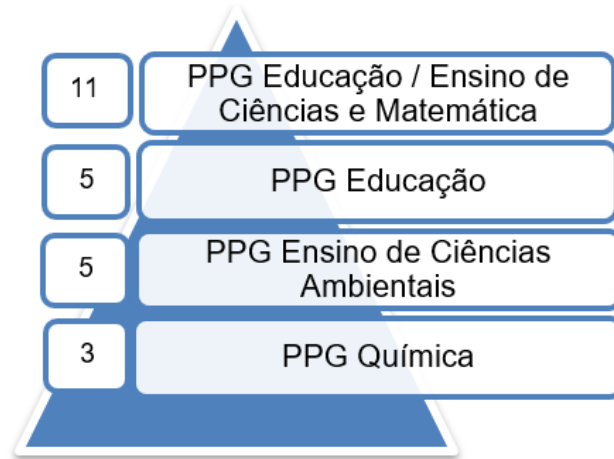 11
PPG Educação / Ensino de
Ciências e Matemática
5
PPG Educação
5
PPG Ensino de Ciências
Ambientais
3
PPG Química